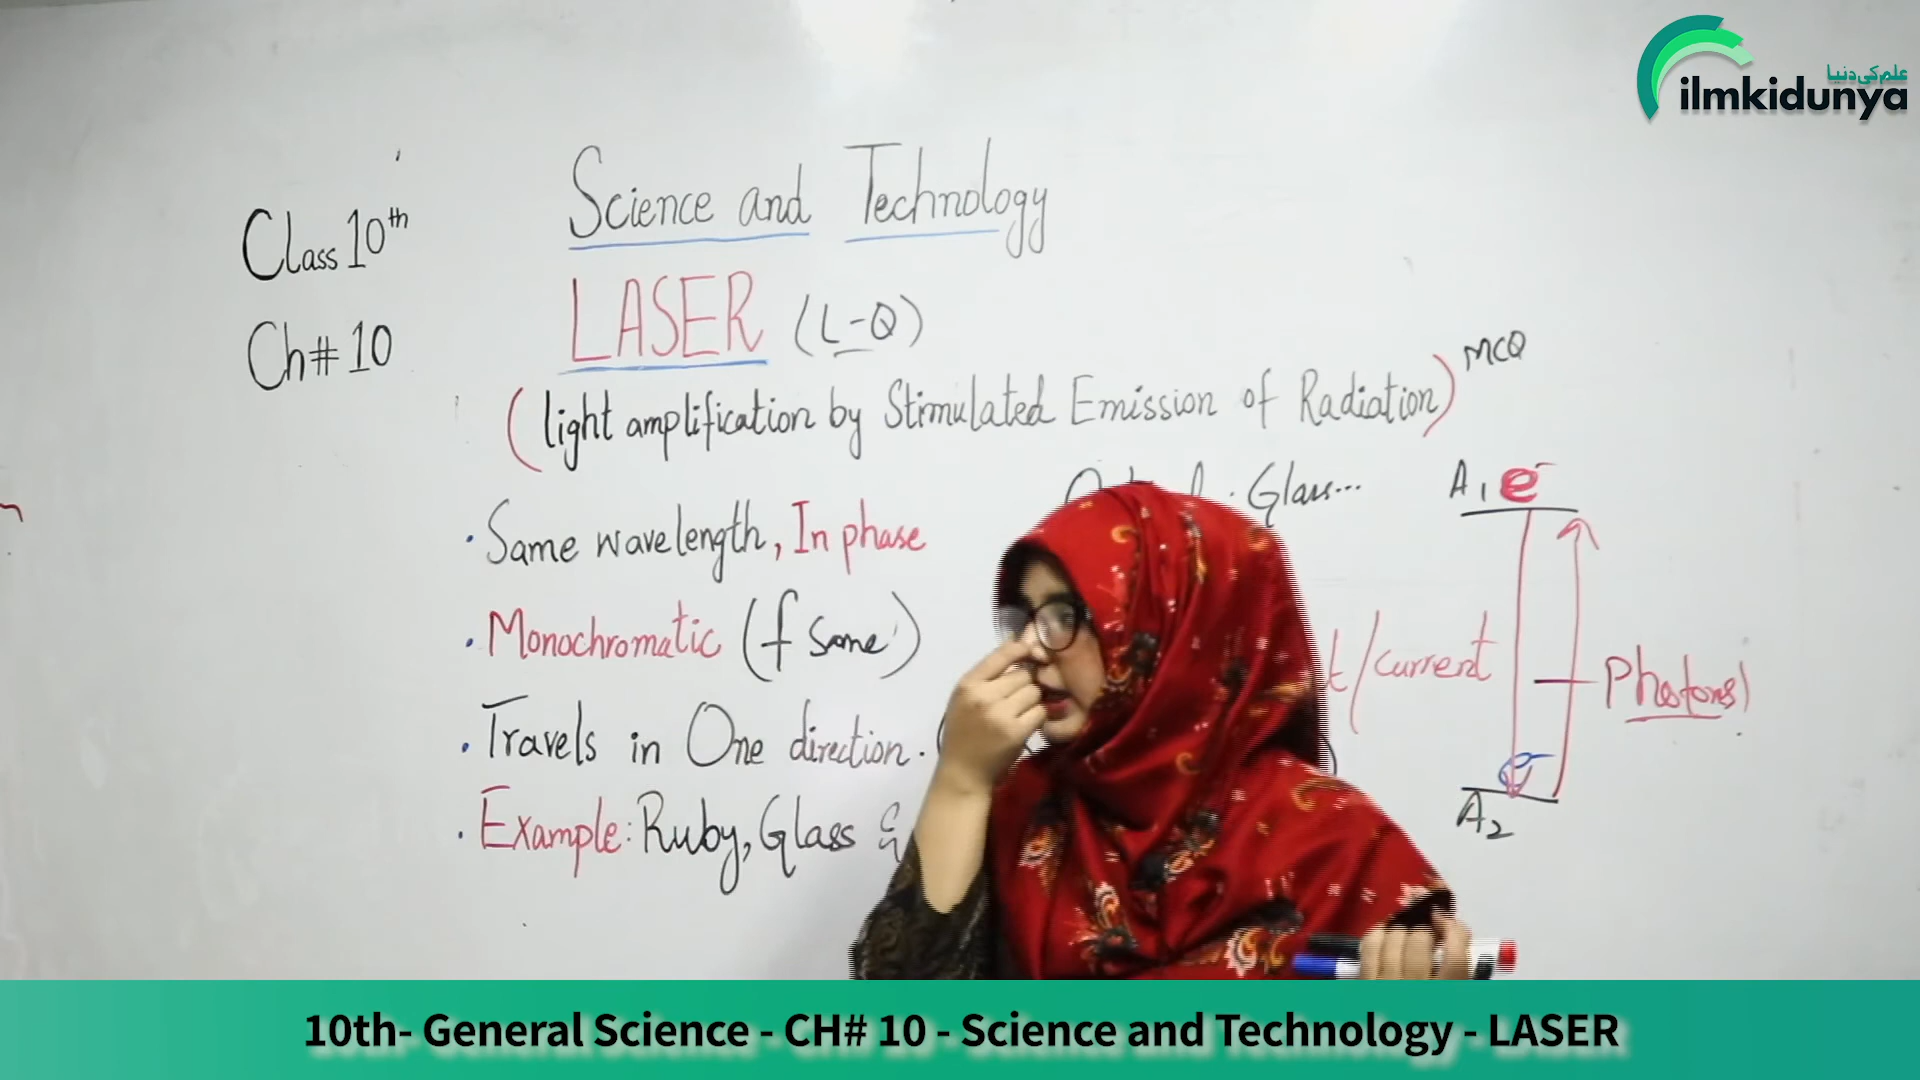 علم کی دنیا
ilmkidunya
Class 10th
Ch# 10
Science and Technology
LASER (L-Q)
(light amplification by Stimulated Emission of Radiation) MCQ
· Same wavelength, In phase
· Monochromatic (f Same)
· Travels in One direction.
· Example: Ruby, Glass &
Glass...
A1 e-
t/current
Photons
e-
A2
10th- General Science - CH# 10 - Science and Technology - LASER